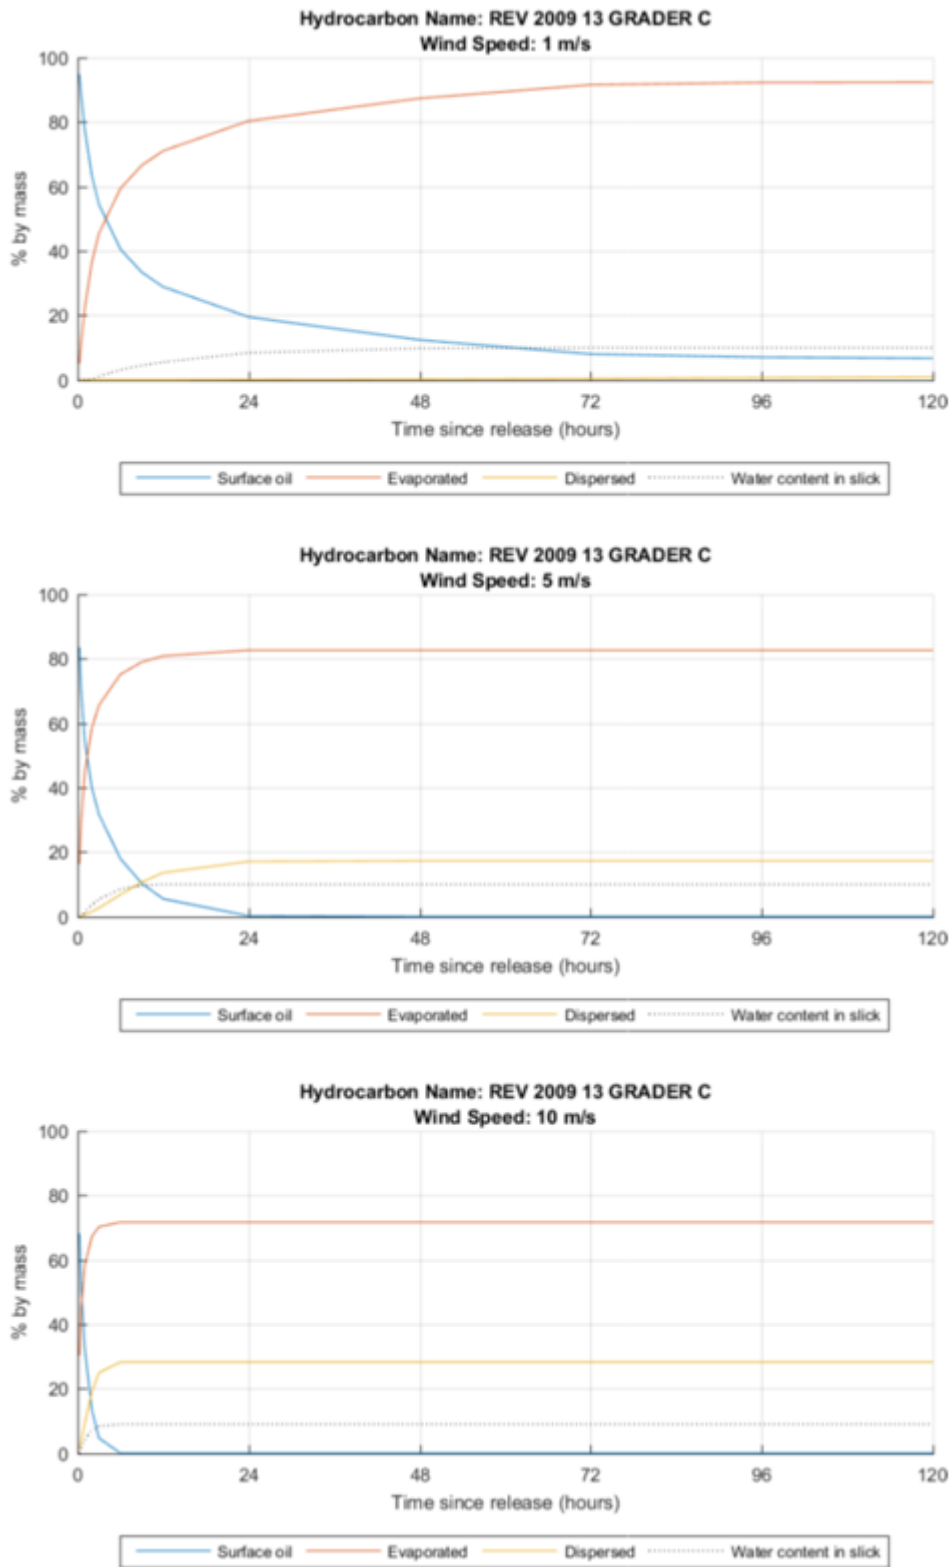 Hydrocarbon Name: REV 2009 13 GRADER C
Wind Speed: 1 m/s
100
80
60
40
20
0
% by mass
0 24 48 72 96 120
Time since release (hours)
Surface oil Evaporated Dispersed Water content in slick
Hydrocarbon Name: REV 2009 13 GRADER C
Wind Speed: 5 m/s
100
80
60
40
20
0
% by mass
0 24 48 72 96 120
Time since release (hours)
Surface oil Evaporated Dispersed Water content in slick
Hydrocarbon Name: REV 2009 13 GRADER C
Wind Speed: 10 m/s
100
80
60
40
20
0
% by mass
0 24 48 72 96 120
Time since release (hours)
Surface oil Evaporated Dispersed Water content in slick